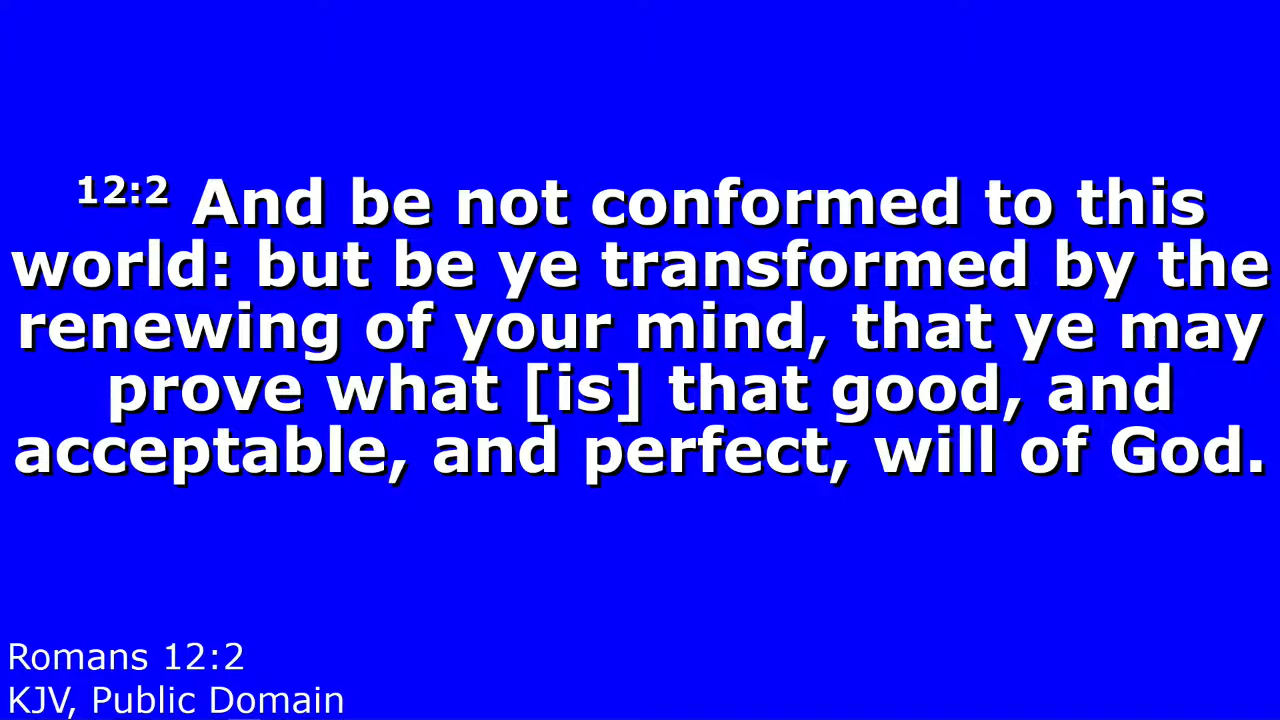 12:2 And be not conformed to this
world: but be ye transformed by the
renewing of your mind, that ye may
prove what [is] that good, and
acceptable, and perfect, will of God.
Romans 12:2
KJV, Public Domain